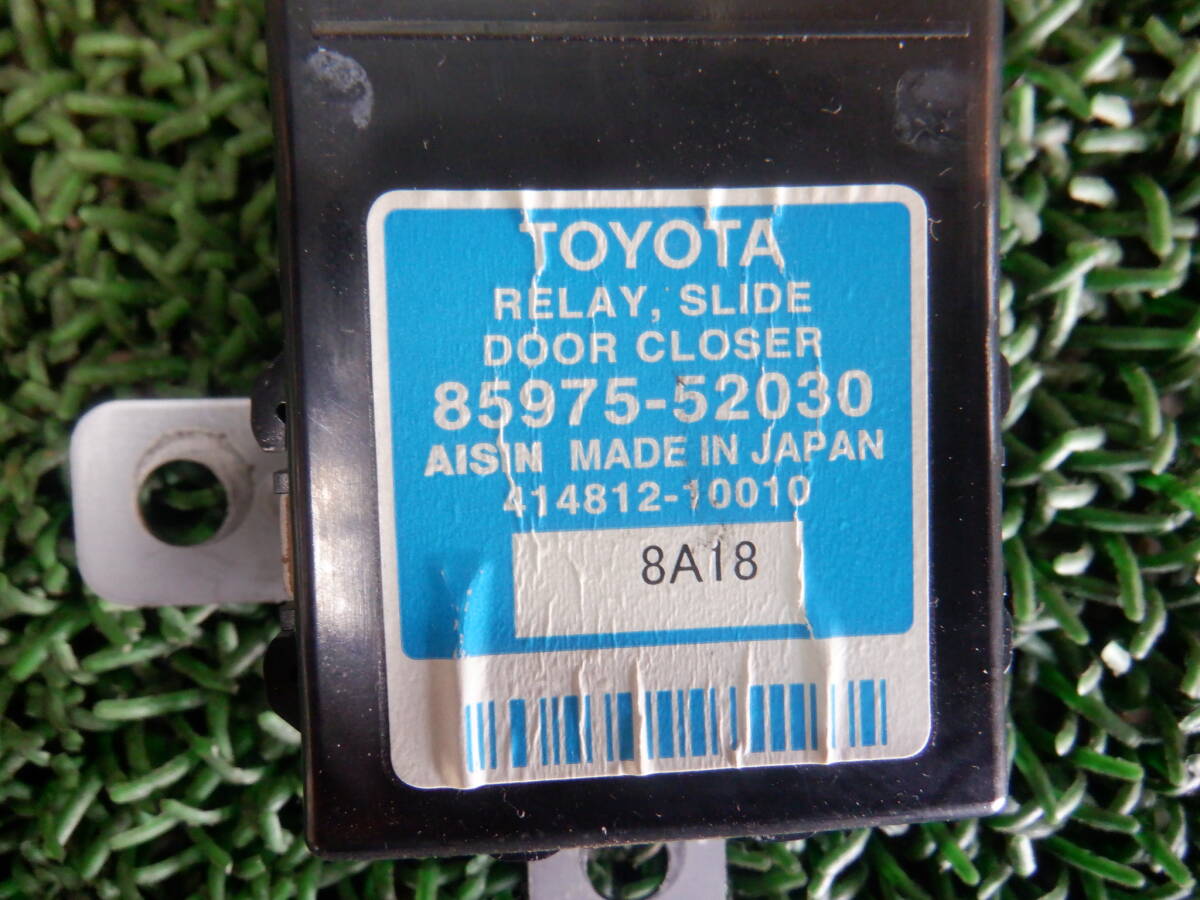 TOYOTA
RELAY, SLIDE
DOOR CLOSER
85975-52030
AISIN MADE IN JAPAN
414812-10010
8A18